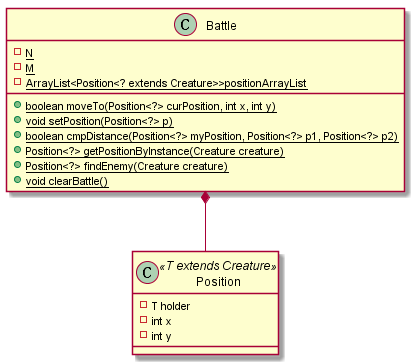 C Battle
N
M
ArrayList<Position<? extends Creature>>positionArrayList
boolean moveTo(Position<?> curPosition, int x, int y)
void setPosition(Position<?> p)
boolean cmpDistance(Position<?> myPosition, Position<?> p1, Position<?> p2)
Position<?> getPositionByInstance(Creature creature)
Position<?> findEnemy(Creature creature)
void clearBattle()
C «T extends Creature»
Position
T holder
int x
int y